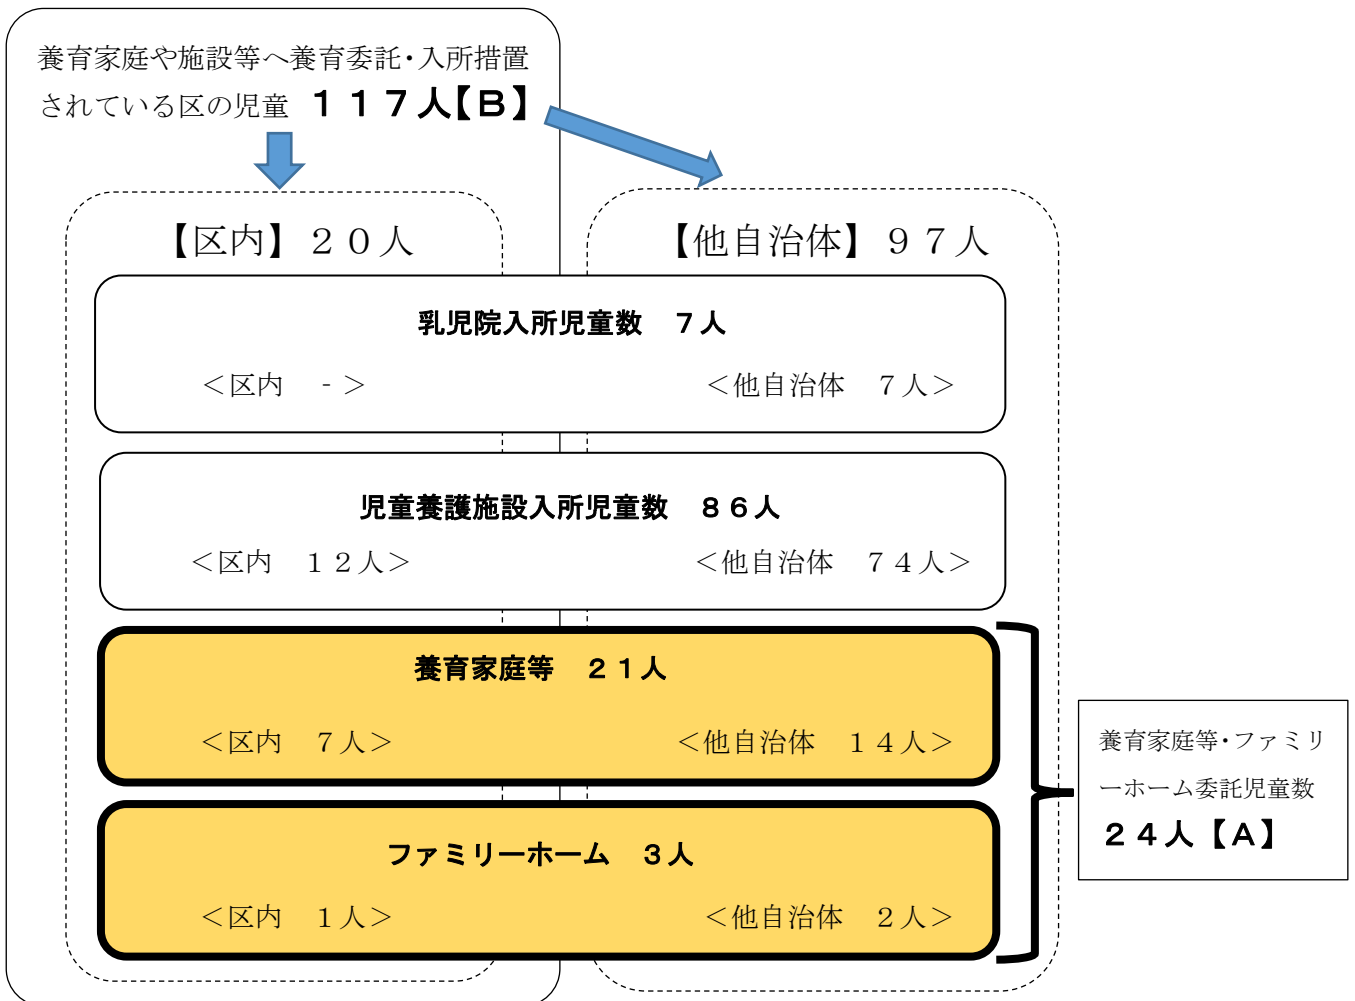 養育家庭や施設等へ養育委託・入所措置
されている区の児童 １１７人【Ｂ】
【区内】２０人
【他自治体】９７人
乳児院入所児童数　７人
＜区内　-＞
＜他自治体　７人＞
児童養護施設入所児童数　８６人
＜区内　１２人＞
＜他自治体　７４人＞
養育家庭等　２１人
＜区内　７人＞
＜他自治体　１４人＞
ファミリーホーム　３人
＜区内　１人＞
＜他自治体　２人＞
養育家庭等・ファミリ
ーホーム委託児童数
２４人【Ａ】